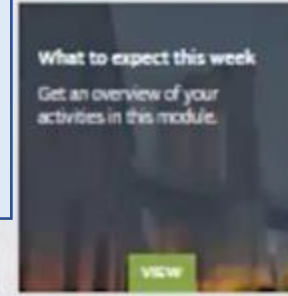 What to expect this week
Get an overview of your
activities in this module.
VIEW